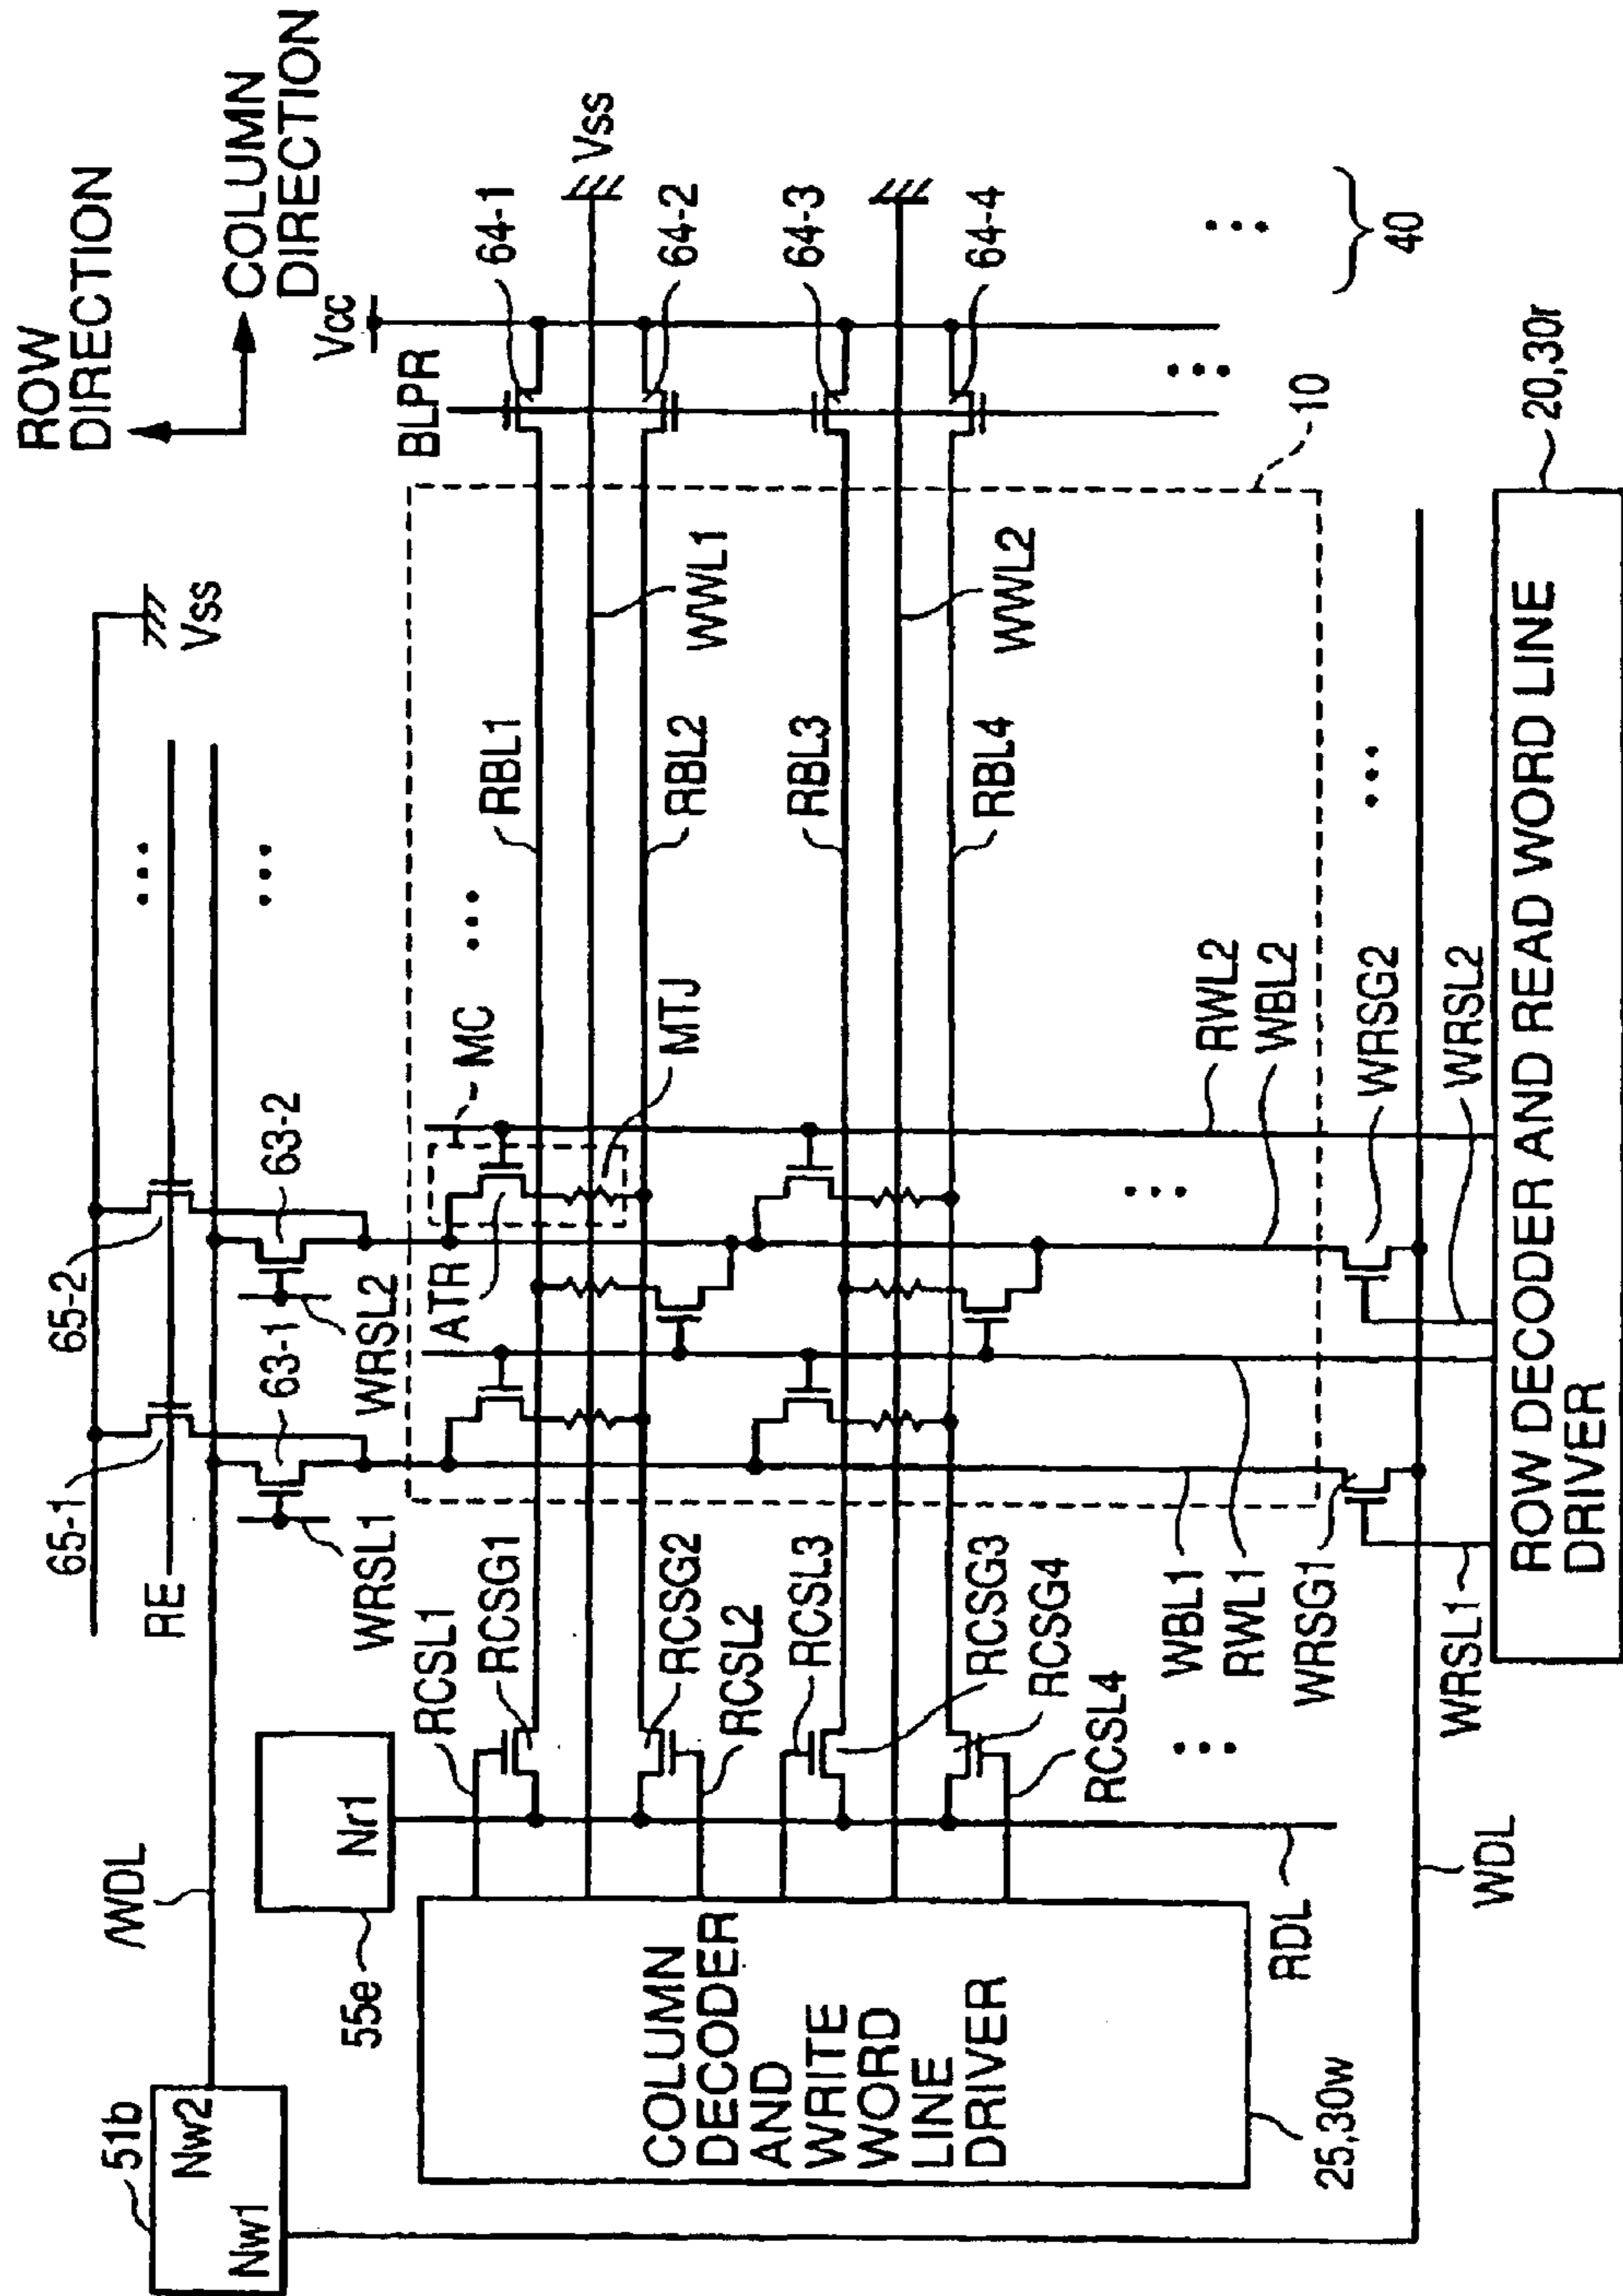 ROW
DIRECTION
COLUMN
DIRECTION
51b
Nw2
Nw1
/WDL
55e
Nr1
65-1
65-2
Vss
RE
63-1
63-2
WRSL1
WRSL2
Vcc
BLPR
64-1
Vss
64-2
64-3
64-4
40
RCSL1
RCSG1
RCSG2
RCSL2
RCSL3
RCSG3
RCSG4
RCSL4
ATR
MC
MTJ
RBL1
WWL1
RBL2
RBL3
WWL2
RBL4
10
COLUMN
DECODER
AND
WRITE
WORD
LINE
DRIVER
25,30w
RDL
WDL
WBL1
RWL1
WRSG1
WRSL1
RWL2
WBL2
WRSG2
WRSL2
20,30r
ROW DECODER AND READ WORD LINE
DRIVER